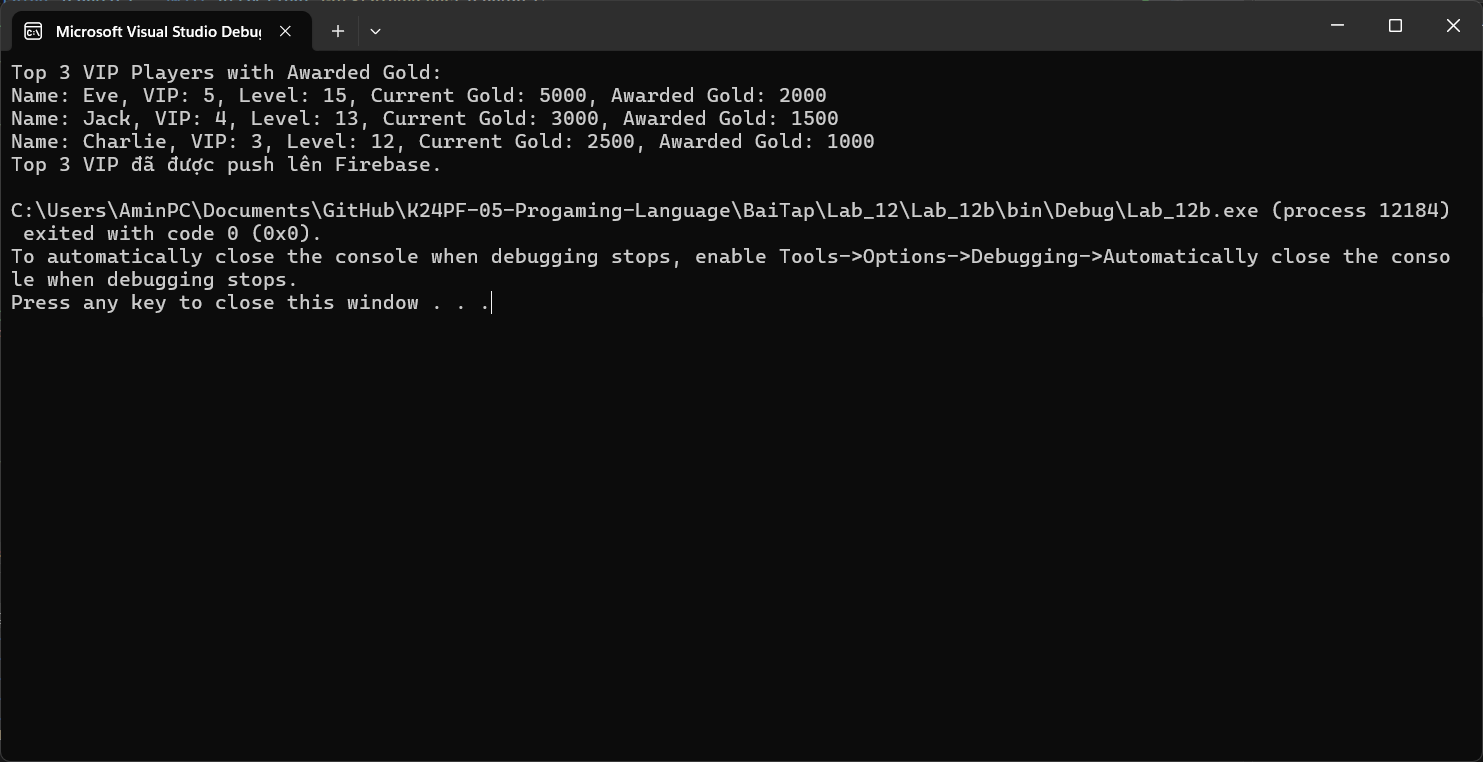 Microsoft Visual Studio Debu
Top 3 VIP Players with Awarded Gold:
Name: Eve, VIP: 5, Level: 15, Current Gold: 5000, Awarded Gold: 2000
Name: Jack, VIP: 4, Level: 13, Current Gold: 3000, Awarded Gold: 1500
Name: Charlie, VIP: 3, Level: 12, Current Gold: 2500, Awarded Gold: 1000
Top 3 VIP đã được push lên Firebase.
C:\Users\AminPC\Documents\GitHub\K24PF-05-Progaming-Language\BaiTap\Lab_12\Lab_12b\bin\Debug\Lab_12b.exe (process 12184)
exited with code 0 (0x0).
To automatically close the console when debugging stops, enable Tools->Options->Debugging->Automatically close the conso
le when debugging stops.
Press any key to close this window . . .